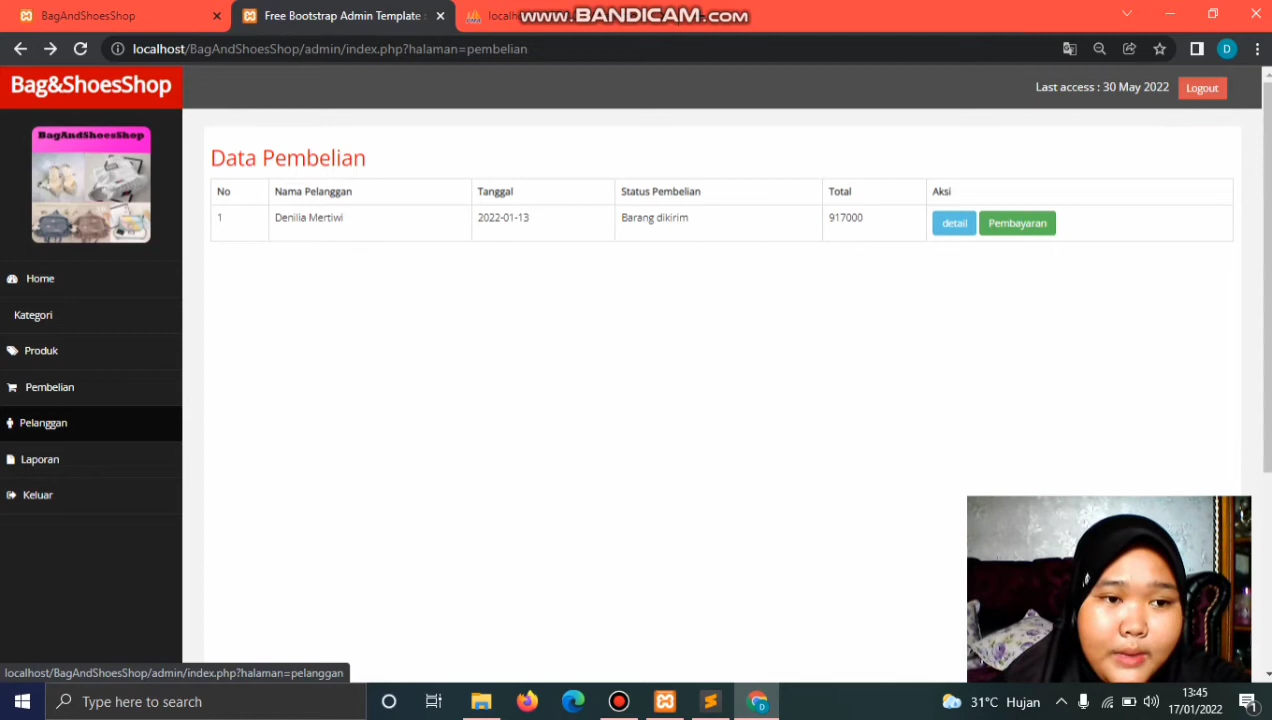 BagAndShoesShop
Free Bootstrap Admin Template
localh
www.BANDICAM.com
localhost/BagAndShoesShop/admin/index.php?halaman=pembelian
D
Bag&ShoesShop
Last access : 30 May 2022
Logout
BagAndShoesShop
Data Pembelian
No
Nama Pelanggan
Tanggal
Status Pembelian
Total
Aksi
1
Denilia Mertiwi
2022-01-13
Barang dikirim
917000
detail
Pembayaran
Home
Kategori
Produk
Pembelian
Pelanggan
Laporan
Keluar
localhost/BagAndShoesShop/admin/index.php?halaman=pelanggan
Type here to search
31°C Hujan
13:45
17/01/2022
1